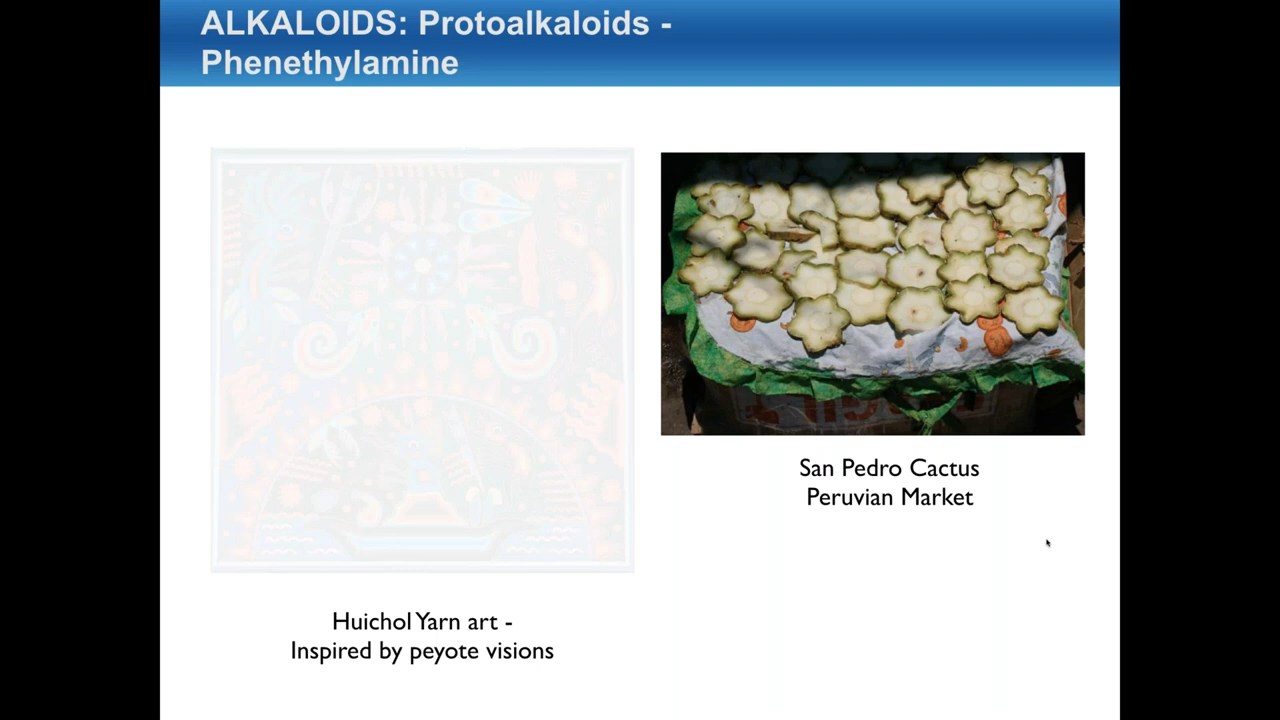 ALKALOIDS: Protoalkaloids -
Phenethylamine
San Pedro Cactus
Peruvian Market
Huichol Yarn art -
Inspired by peyote visions